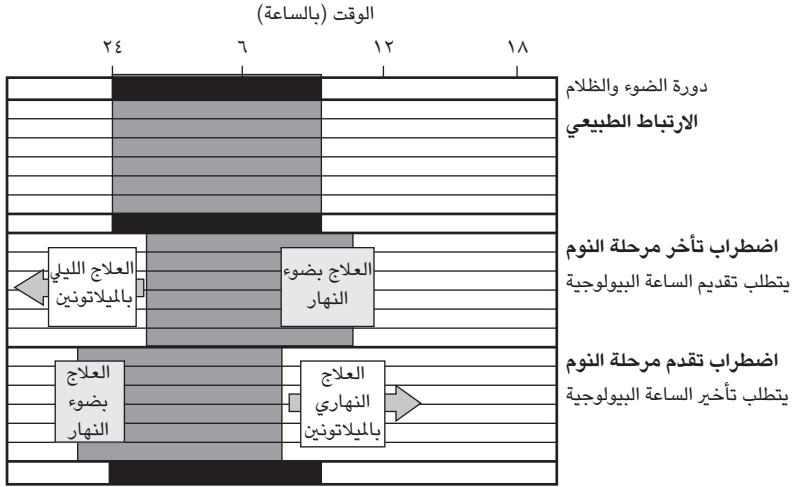 الوقت (بالساعة)
٢٤ ٦ ١٢ ١٨
دورة الضوء والظلام
الارتباط الطبيعي
اضطراب تأخر مرحلة النوم
يتطلب تقديم الساعة البيولوجية
العلاج الليلي
بالميلاتونين
العلاج بضوء
النهار
اضطراب تقدم مرحلة النوم
يتطلب تأخير الساعة البيولوجية
العلاج
بضوء
النهار
العلاج
النهاري
بالميلاتونين